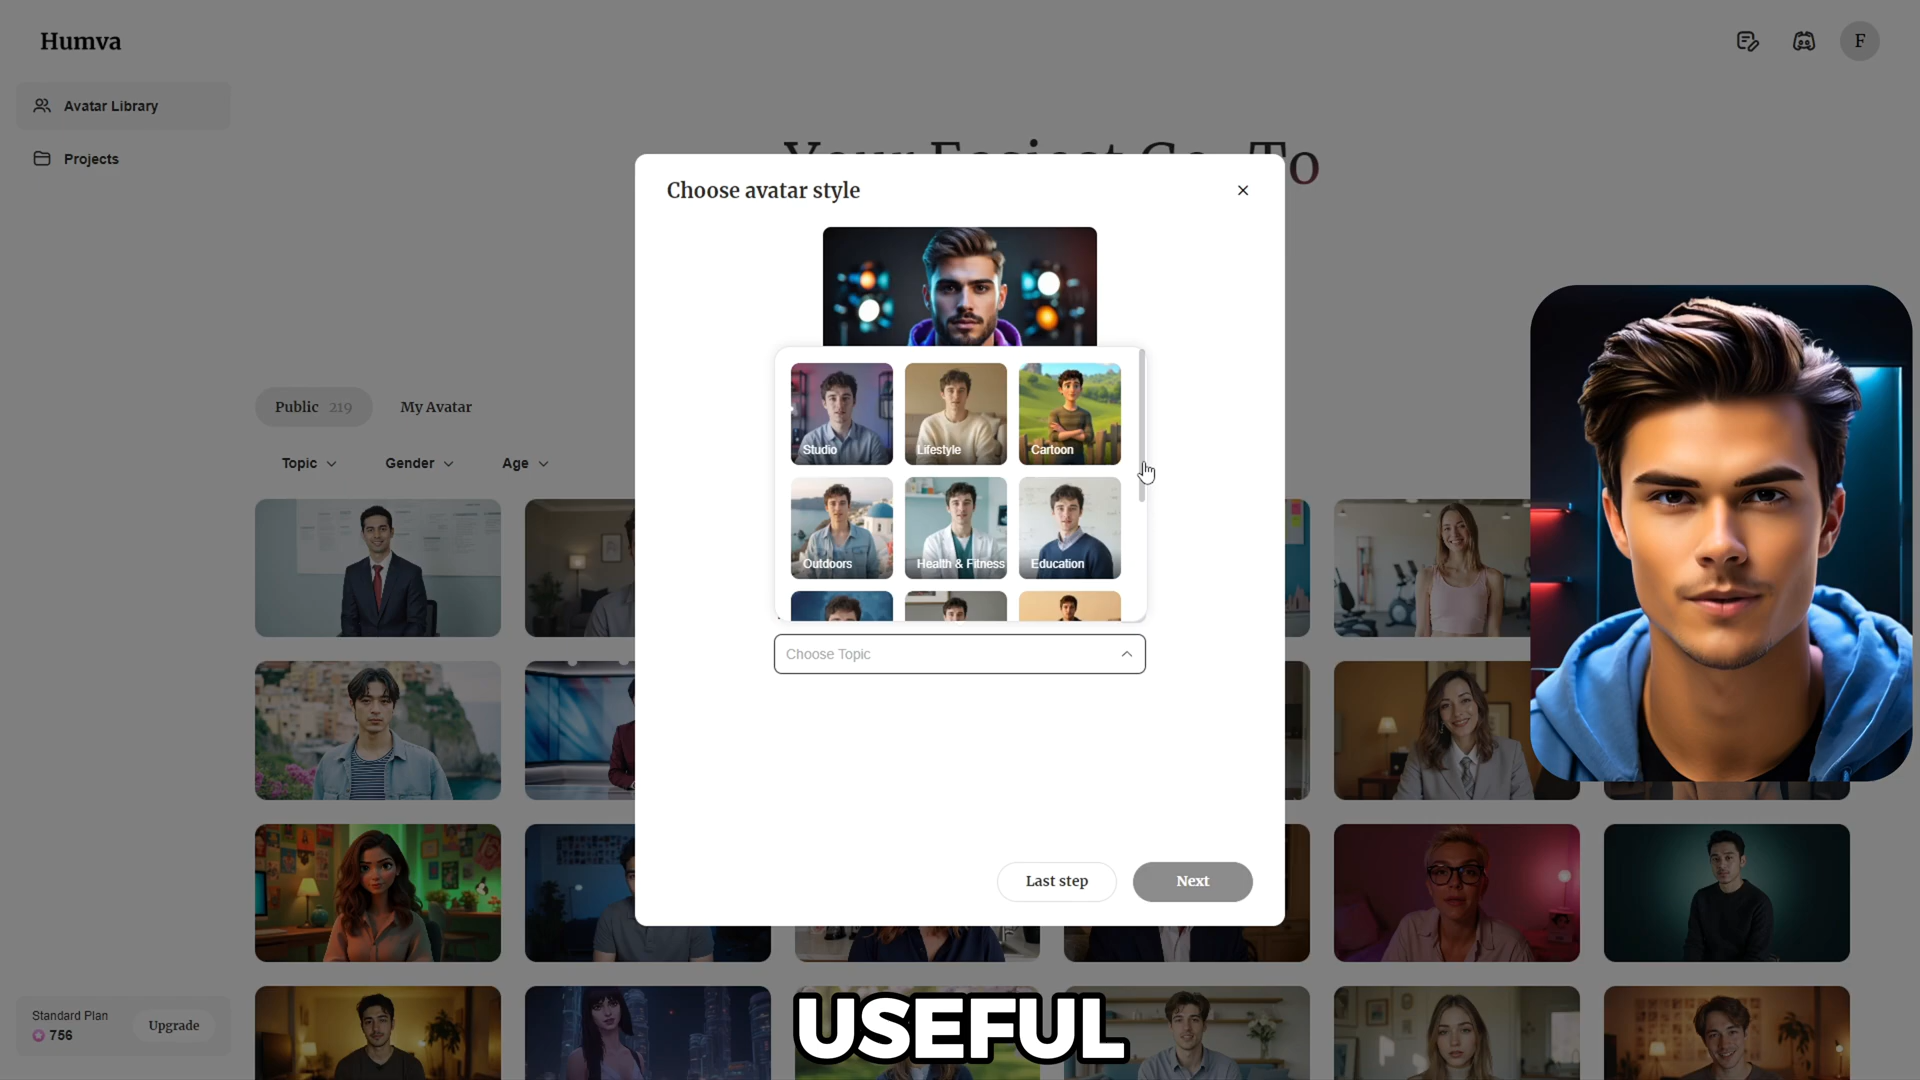 Humva
F
Avatar Library
Projects
To
Choose avatar style
Studio
Lifestyle
Cartoon
Outdoors
Health & Fitness
Education
Choose Topic
Public 219
My Avatar
Topic
Gender
Age
Last step
Next
Standard Plan
756
Upgrade
USEFUL